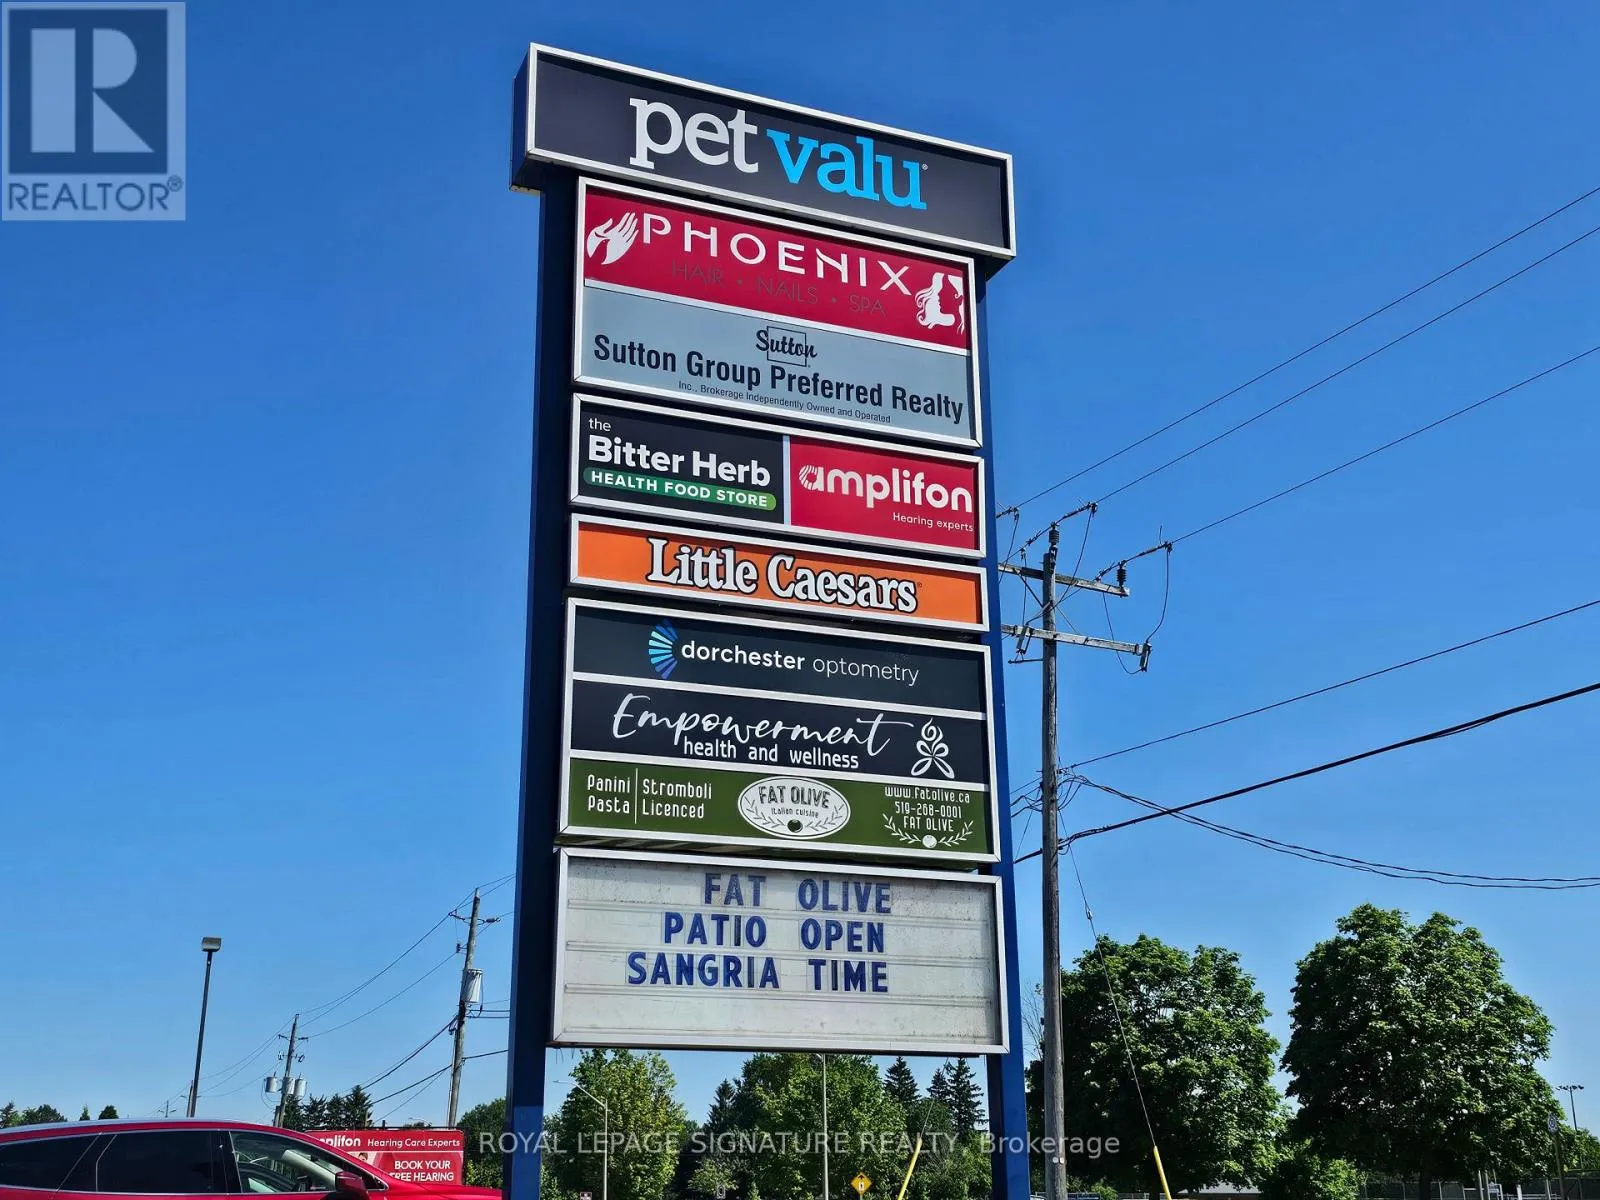 REALTOR®
pet valu
PHOENIX
HAIR • NAILS • SPA
Sutton
Sutton Group Preferred Realty
Inc., Brokerage Independently Owned and Operated
the
Bitter Herb
HEALTH FOOD STORE
amplifon
Hearing experts
Little Caesars
dorchester optometry
Empowerment
health and wellness
Panini Stromboli
Pasta Licenced
FAT OLIVE
italian cuisine
www.fatolive.ca
519-268-0001
FAT OLIVE
FAT OLIVE
PATIO OPEN
SANGRIA TIME
plifon Hearing Care Experts
BOOK YOUR
REE HEARING
ROYAL LEPAGE SIGNATURE REALTY, Brokerage